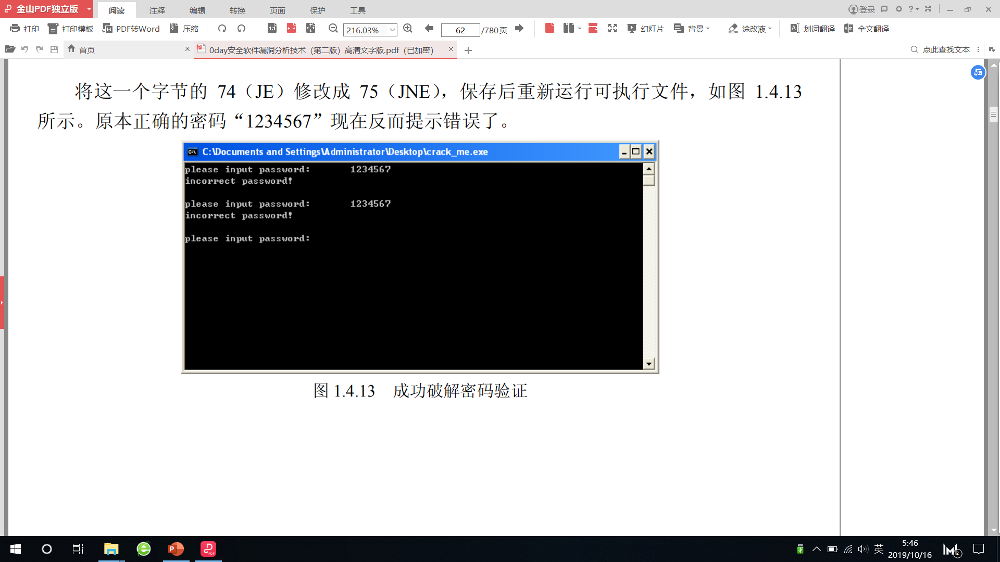 金山PDF独立版 阅读 注释 编辑 转换 页面 保护 工具 登录
打印 打印模板 PDF转Word 压缩 1:1 216.03% 62 /780页 幻灯片 背景 涂改液 划词翻译 全文翻译
首页 0day安全软件漏洞分析技术（第二版）高清文字版.pdf（已加密） 点此查找文本
将这一个字节的 74（JE）修改成 75（JNE），保存后重新运行可执行文件，如图 1.4.13
所示。原本正确的密码“1234567”现在反而提示错误了。
C:\Documents and Settings\Administrator\Desktop\crack_me.exe
please input password: 1234567
incorrect password!
please input password: 1234567
incorrect password!
please input password:
图 1.4.13 成功破解密码验证
英 5:46
2019/10/16